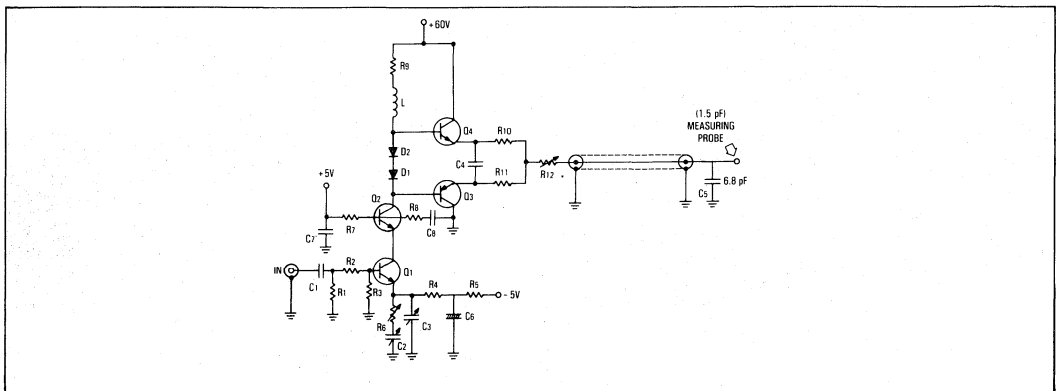 +60V
R9
L
Q4
R10
D2
C4
D1
R11
R12
(1.5 pF)
MEASURING
PROBE
6.8 pF
C5
+5V
Q2
R8
Q3
C8
R7
C7
IN
C1
R2
Q1
R1
R3
R4
R5
- 5V
R6
C3
C6
C2